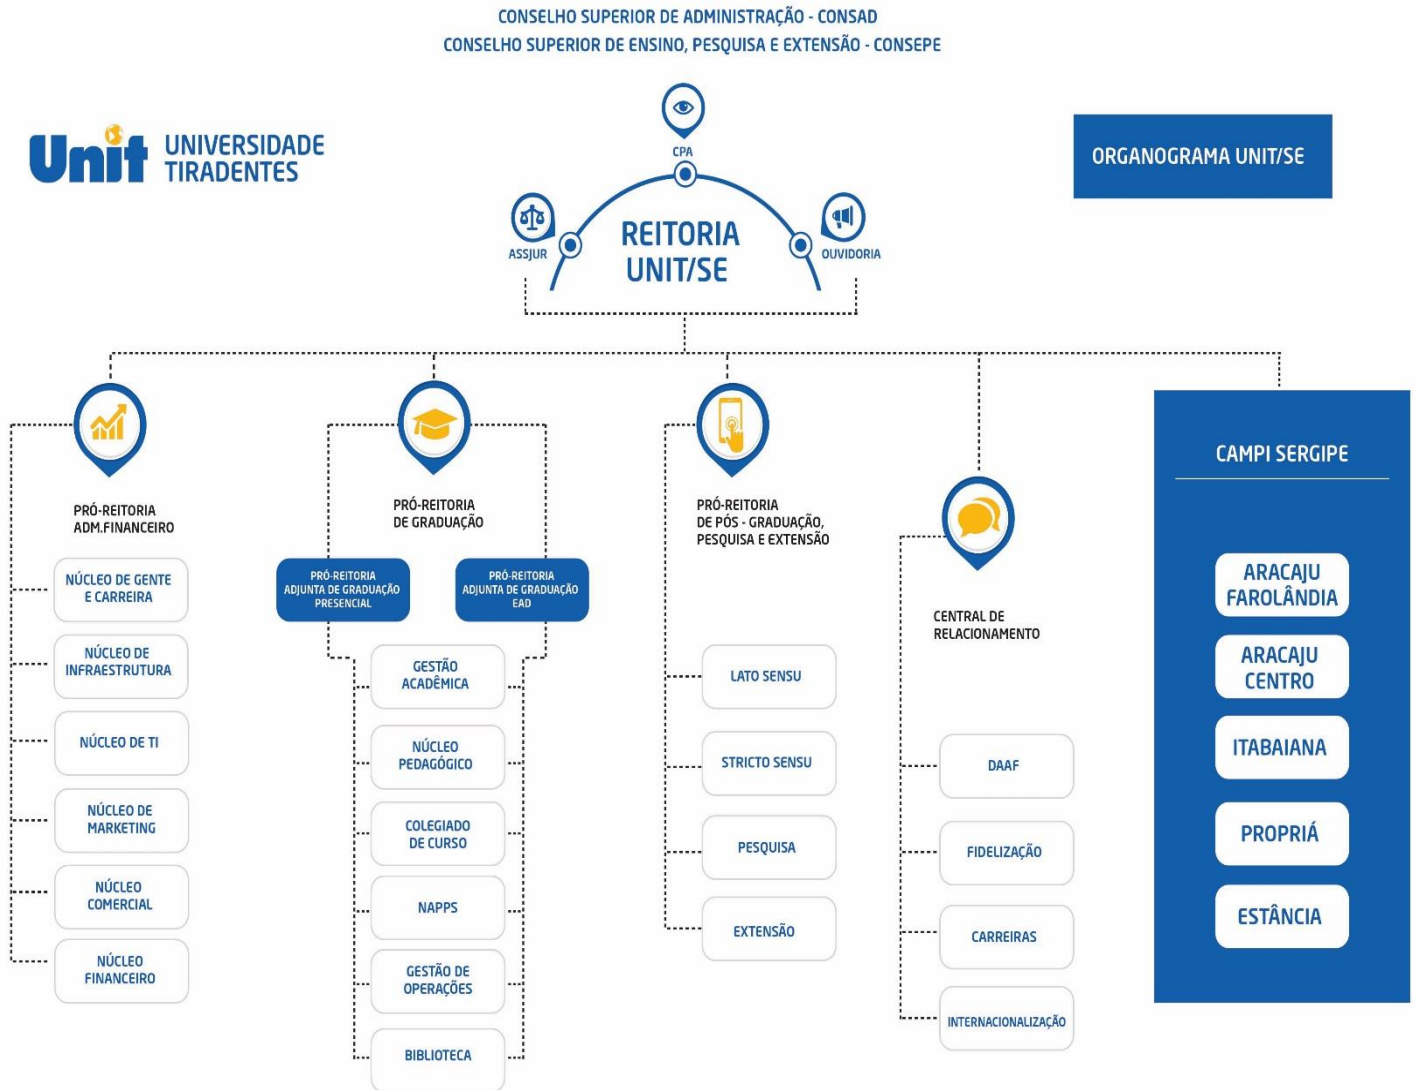 CONSELHO SUPERIOR DE ADMINISTRAÇÃO - CONSAD
CONSELHO SUPERIOR DE ENSINO, PESQUISA E EXTENSÃO - CONSEPE
Unit
UNIVERSIDADE
TIRADENTES
CPA
ORGANOGRAMA UNIT/SE
ASSJUR
REITORIA
UNIT/SE
OUVIDORIA
PRÓ-REITORIA
ADM.FINANCEIRO
NÚCLEO DE GENTE
E CARREIRA
NÚCLEO DE
INFRAESTRUTURA
NÚCLEO DE TI
NÚCLEO DE
MARKETING
NÚCLEO
COMERCIAL
NÚCLEO
FINANCEIRO
PRÓ-REITORIA
DE GRADUAÇÃO
PRÓ-REITORIA
ADJUNTA DE GRADUAÇÃO
PRESENCIAL
PRÓ-REITORIA
ADJUNTA DE GRADUAÇÃO
EAD
GESTÃO
ACADÊMICA
NÚCLEO
PEDAGÓGICO
COLEGIADO
DE CURSO
NAPPS
GESTÃO DE
OPERAÇÕES
BIBLIOTECA
PRÓ-REITORIA
DE PÓS - GRADUAÇÃO,
PESQUISA E EXTENSÃO
LATO SENSU
STRICTO SENSU
PESQUISA
EXTENSÃO
CENTRAL DE
RELACIONAMENTO
DAAF
FIDELIZAÇÃO
CARREIRAS
INTERNACIONALIZAÇÃO
CAMPI SERGIPE
ARACAJU
FAROLÂNDIA
ARACAJU
CENTRO
ITABAIANA
PROPRIÁ
ESTÂNCIA